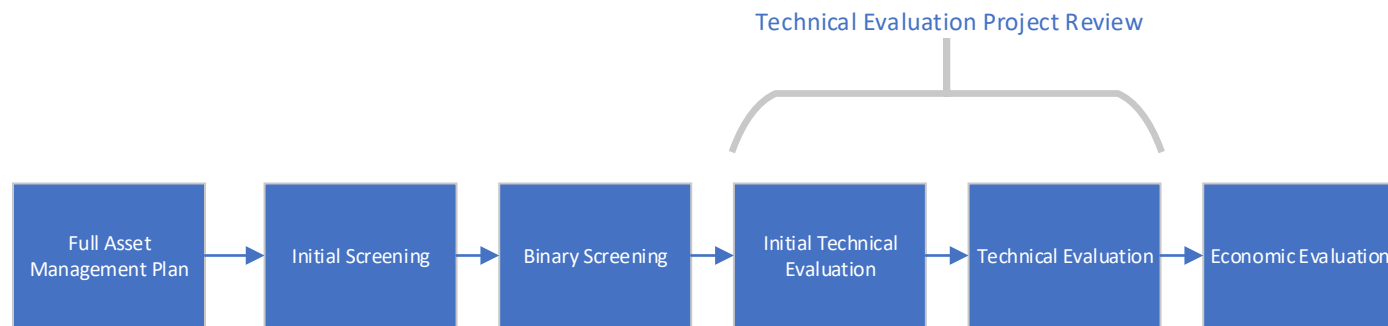 Technical Evaluation Project Review
Full Asset
Management Plan
Initial Screening
Binary Screening
Initial Technical
Evaluation
Technical Evaluation
Economic Evaluation